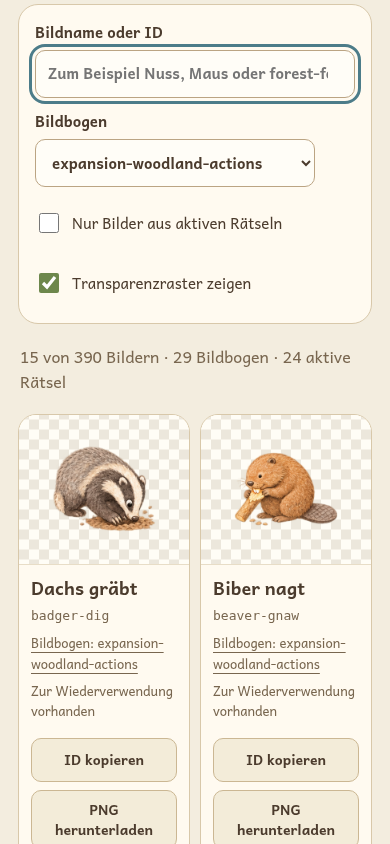 Bildname oder ID
Zum Beispiel Nuss, Maus oder forest-f
Bildbogen
expansion-woodland-actions
Nur Bilder aus aktiven Rätseln
Transparenzraster zeigen
15 von 390 Bildern · 29 Bildbogen · 24 aktive
Rätsel
Dachs gräbt
badger-dig
Bildbogen: expansion-
woodland-actions
Zur Wiederverwendung
vorhanden
ID kopieren
PNG
herunterladen
Biber nagt
beaver-gnaw
Bildbogen: expansion-
woodland-actions
Zur Wiederverwendung
vorhanden
ID kopieren
PNG
herunterladen